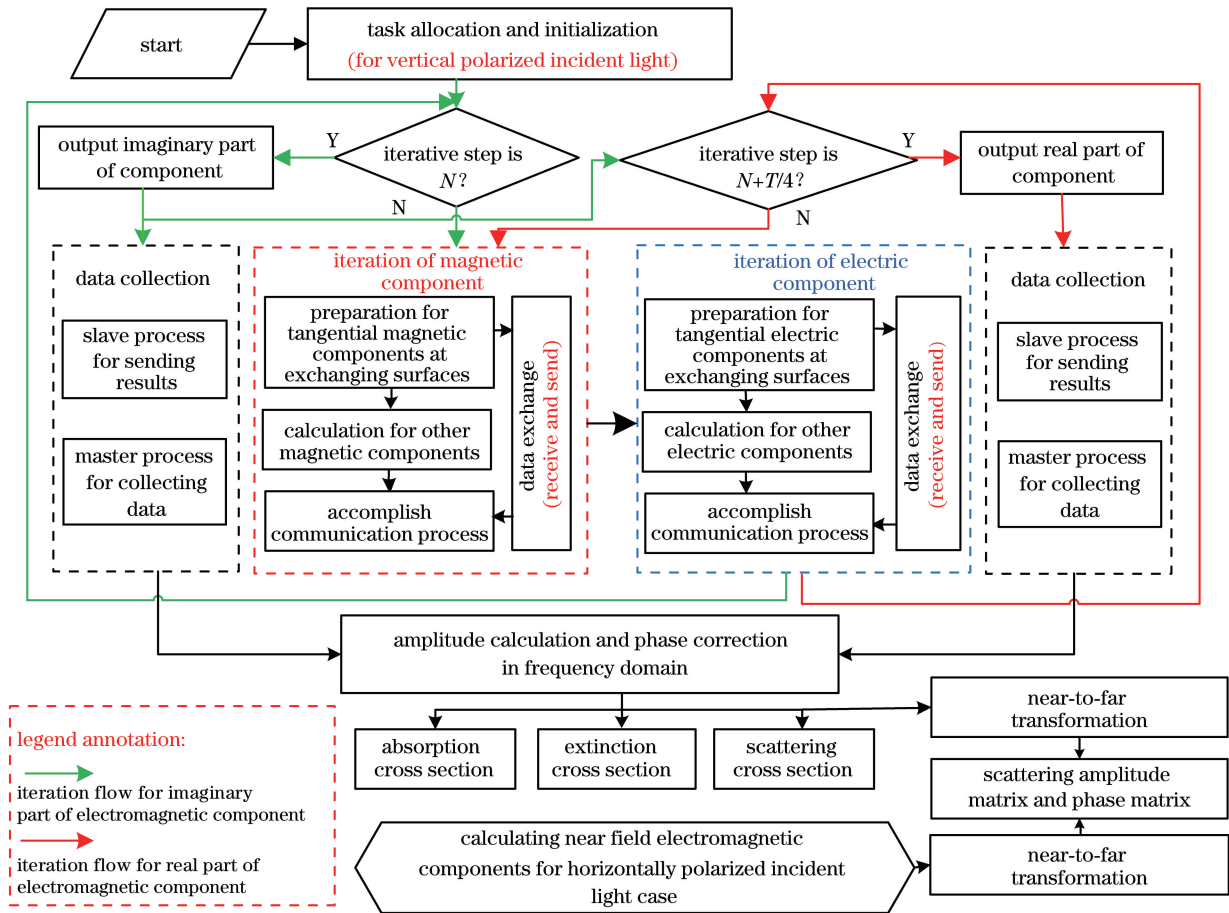 start
task allocation and initialization
(for vertical polarized incident light)
output imaginary part
of component
Y
iterative step is
N?
N
iterative step is
N+T/4?
Y
N
output real part of
component
data collection
slave process
for sending
results
master process
for collecting
data
iteration of magnetic
component
preparation for
tangential magnetic
components at
exchanging surfaces
calculation for other
magnetic components
accomplish
communication process
data exchange
(receive and send)
iteration of electric
component
preparation for
tangential electric
components at
exchanging surfaces
calculation for other
electric components
accomplish
communication process
data exchange
(receive and send)
data collection
slave process
for sending
results
master process
for collecting
data
amplitude calculation and phase correction
in frequency domain
absorption
cross section
extinction
cross section
scattering
cross section
near-to-far
transformation
scattering amplitude
matrix and phase matrix
near-to-far
transformation
calculating near field electromagnetic
components for horizontally polarized incident
light case
legend annotation:
iteration flow for imaginary
part of electromagnetic component
iteration flow for real part of
electromagnetic component